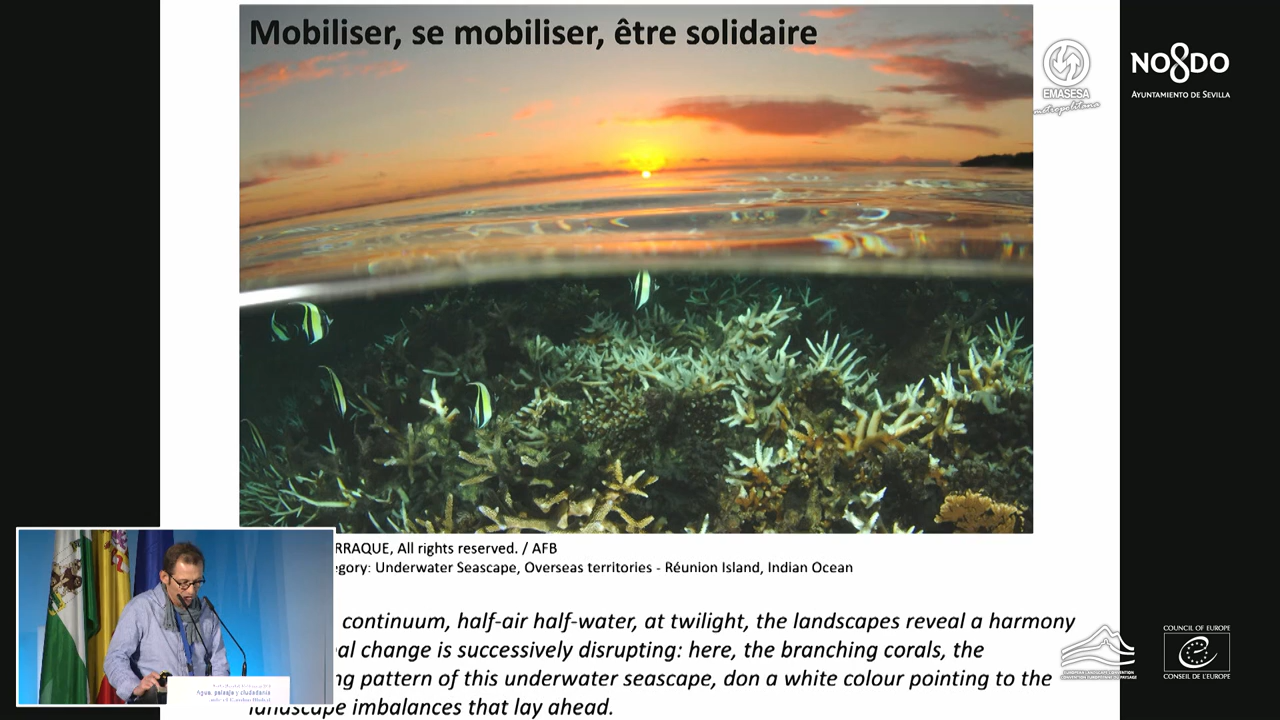 Mobiliser, se mobiliser, être solidaire
EMASESA
metropolitana
NO8DO
AYUNTAMIENTO DE SEVILLA
RRAQUE, All rights reserved. / AFB
egory: Underwater Seascape, Overseas territories - Réunion Island, Indian Ocean
continuum, half-air half-water, at twilight, the landscapes reveal a harmony
al change is successively disrupting: here, the branching corals, the
ng pattern of this underwater seascape, don a white colour pointing to the
landscape imbalances that lay ahead.
Agua, paisaje y ciudadanía
COUNCIL OF EUROPE
CONSEIL DE L'EUROPE